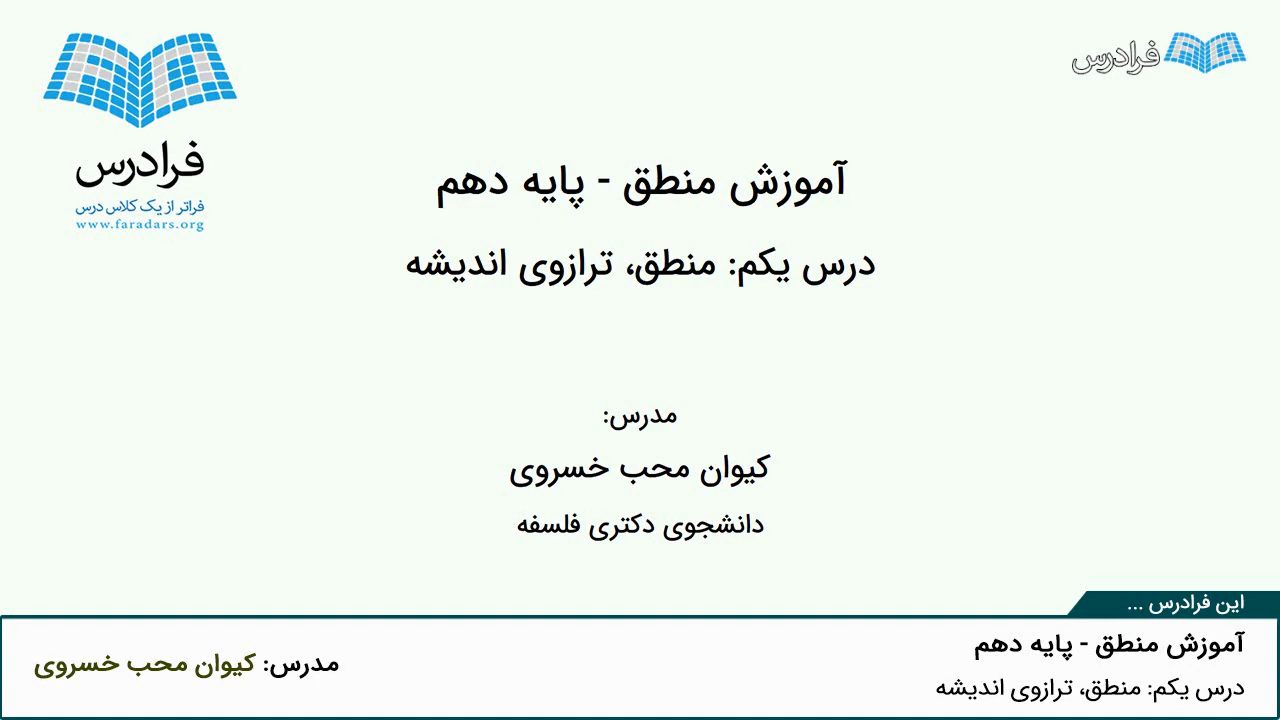 فرادرس
فراتر از یک کلاس درس
www.faradars.org
فرادرس
آموزش منطق - پایه دهم
درس یکم: منطق، ترازوی اندیشه
مدرس:
کیوان محب خسروی
دانشجوی دکتری فلسفه
این فرادرس ...
آموزش منطق - پایه دهم
درس یکم: منطق، ترازوی اندیشه
مدرس: کیوان محب خسروی